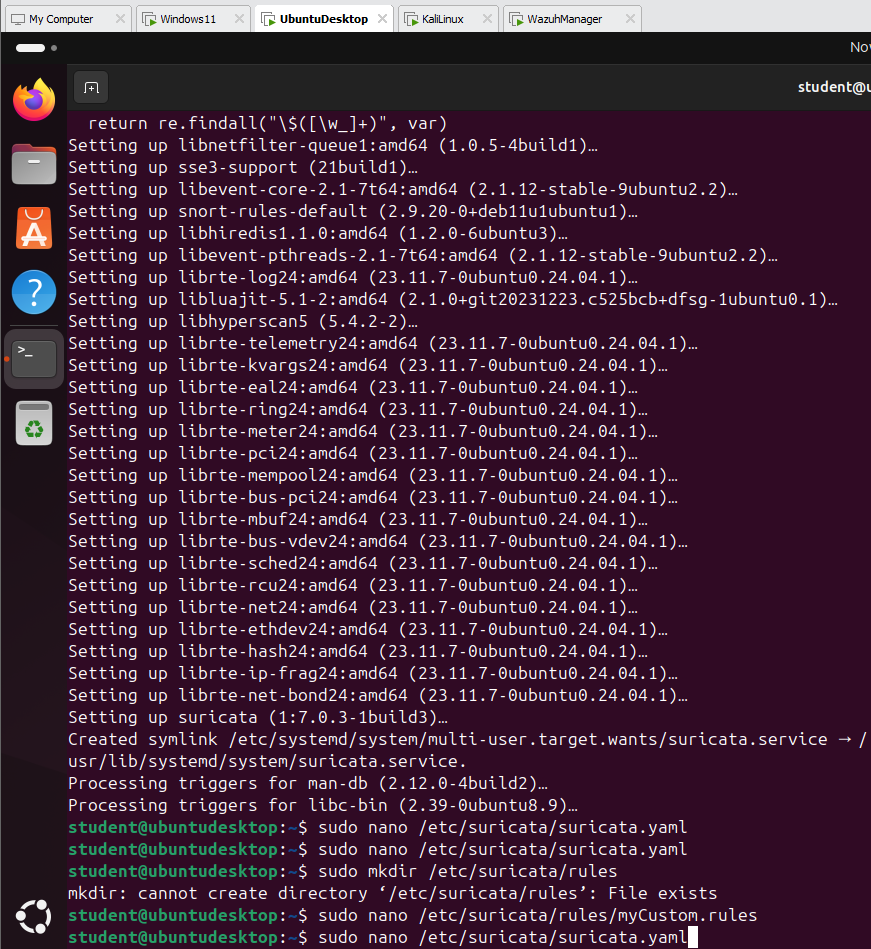 My Computer
Windows11
UbuntuDesktop
KaliLinux
WazuhManager
student@u
return re.findall("\$([\w_]+)", var)
Setting up libnetfilter-queue1:amd64 (1.0.5-4build1)…
Setting up sse3-support (21build1)…
Setting up libevent-core-2.1-7t64:amd64 (2.1.12-stable-9ubuntu2.2)…
Setting up snort-rules-default (2.9.20-0+deb11u1ubuntu1)…
Setting up libhiredis1.1.0:amd64 (1.2.0-6ubuntu3)…
Setting up libevent-pthreads-2.1-7t64:amd64 (2.1.12-stable-9ubuntu2.2)…
Setting up librte-log24:amd64 (23.11.7-0ubuntu0.24.04.1)…
Setting up libluajit-5.1-2:amd64 (2.1.0+git20231223.c525bcb+dfsg-1ubuntu0.1)…
Setting up libhyperscan5 (5.4.2-2)…
Setting up librte-telemetry24:amd64 (23.11.7-0ubuntu0.24.04.1)…
Setting up librte-kvargs24:amd64 (23.11.7-0ubuntu0.24.04.1)…
Setting up librte-eal24:amd64 (23.11.7-0ubuntu0.24.04.1)…
Setting up librte-ring24:amd64 (23.11.7-0ubuntu0.24.04.1)…
Setting up librte-meter24:amd64 (23.11.7-0ubuntu0.24.04.1)…
Setting up librte-pci24:amd64 (23.11.7-0ubuntu0.24.04.1)…
Setting up librte-mempool24:amd64 (23.11.7-0ubuntu0.24.04.1)…
Setting up librte-bus-pci24:amd64 (23.11.7-0ubuntu0.24.04.1)…
Setting up librte-mbuf24:amd64 (23.11.7-0ubuntu0.24.04.1)…
Setting up librte-bus-vdev24:amd64 (23.11.7-0ubuntu0.24.04.1)…
Setting up librte-sched24:amd64 (23.11.7-0ubuntu0.24.04.1)…
Setting up librte-rcu24:amd64 (23.11.7-0ubuntu0.24.04.1)…
Setting up librte-net24:amd64 (23.11.7-0ubuntu0.24.04.1)…
Setting up librte-ethdev24:amd64 (23.11.7-0ubuntu0.24.04.1)…
Setting up librte-hash24:amd64 (23.11.7-0ubuntu0.24.04.1)…
Setting up librte-ip-frag24:amd64 (23.11.7-0ubuntu0.24.04.1)…
Setting up librte-net-bond24:amd64 (23.11.7-0ubuntu0.24.04.1)…
Setting up suricata (1:7.0.3-1build3)…
Created symlink /etc/systemd/system/multi-user.target.wants/suricata.service → /
usr/lib/systemd/system/suricata.service.
Processing triggers for man-db (2.12.0-4build2)…
Processing triggers for libc-bin (2.39-0ubuntu8.9)…
student@ubuntudesktop:~$ sudo nano /etc/suricata/suricata.yaml
student@ubuntudesktop:~$ sudo nano /etc/suricata/suricata.yaml
student@ubuntudesktop:~$ sudo mkdir /etc/suricata/rules
mkdir: cannot create directory ‘/etc/suricata/rules’: File exists
student@ubuntudesktop:~$ sudo nano /etc/suricata/rules/myCustom.rules
student@ubuntudesktop:~$ sudo nano /etc/suricata/suricata.yaml